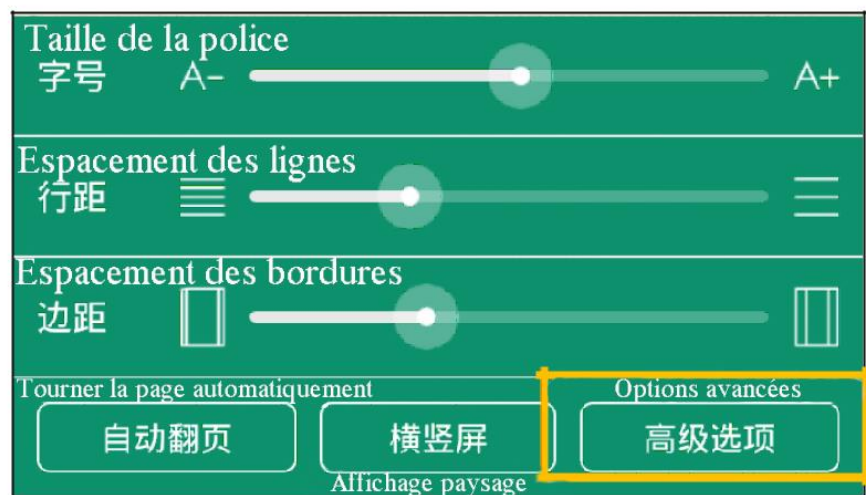 Taille de la police
字号 A- A+
Espacement des lignes
行距
Espacement des bordures
边距
Tourner la page automatiquement Options avancées
自动翻页 横竖屏 高级选项
Affichage paysage